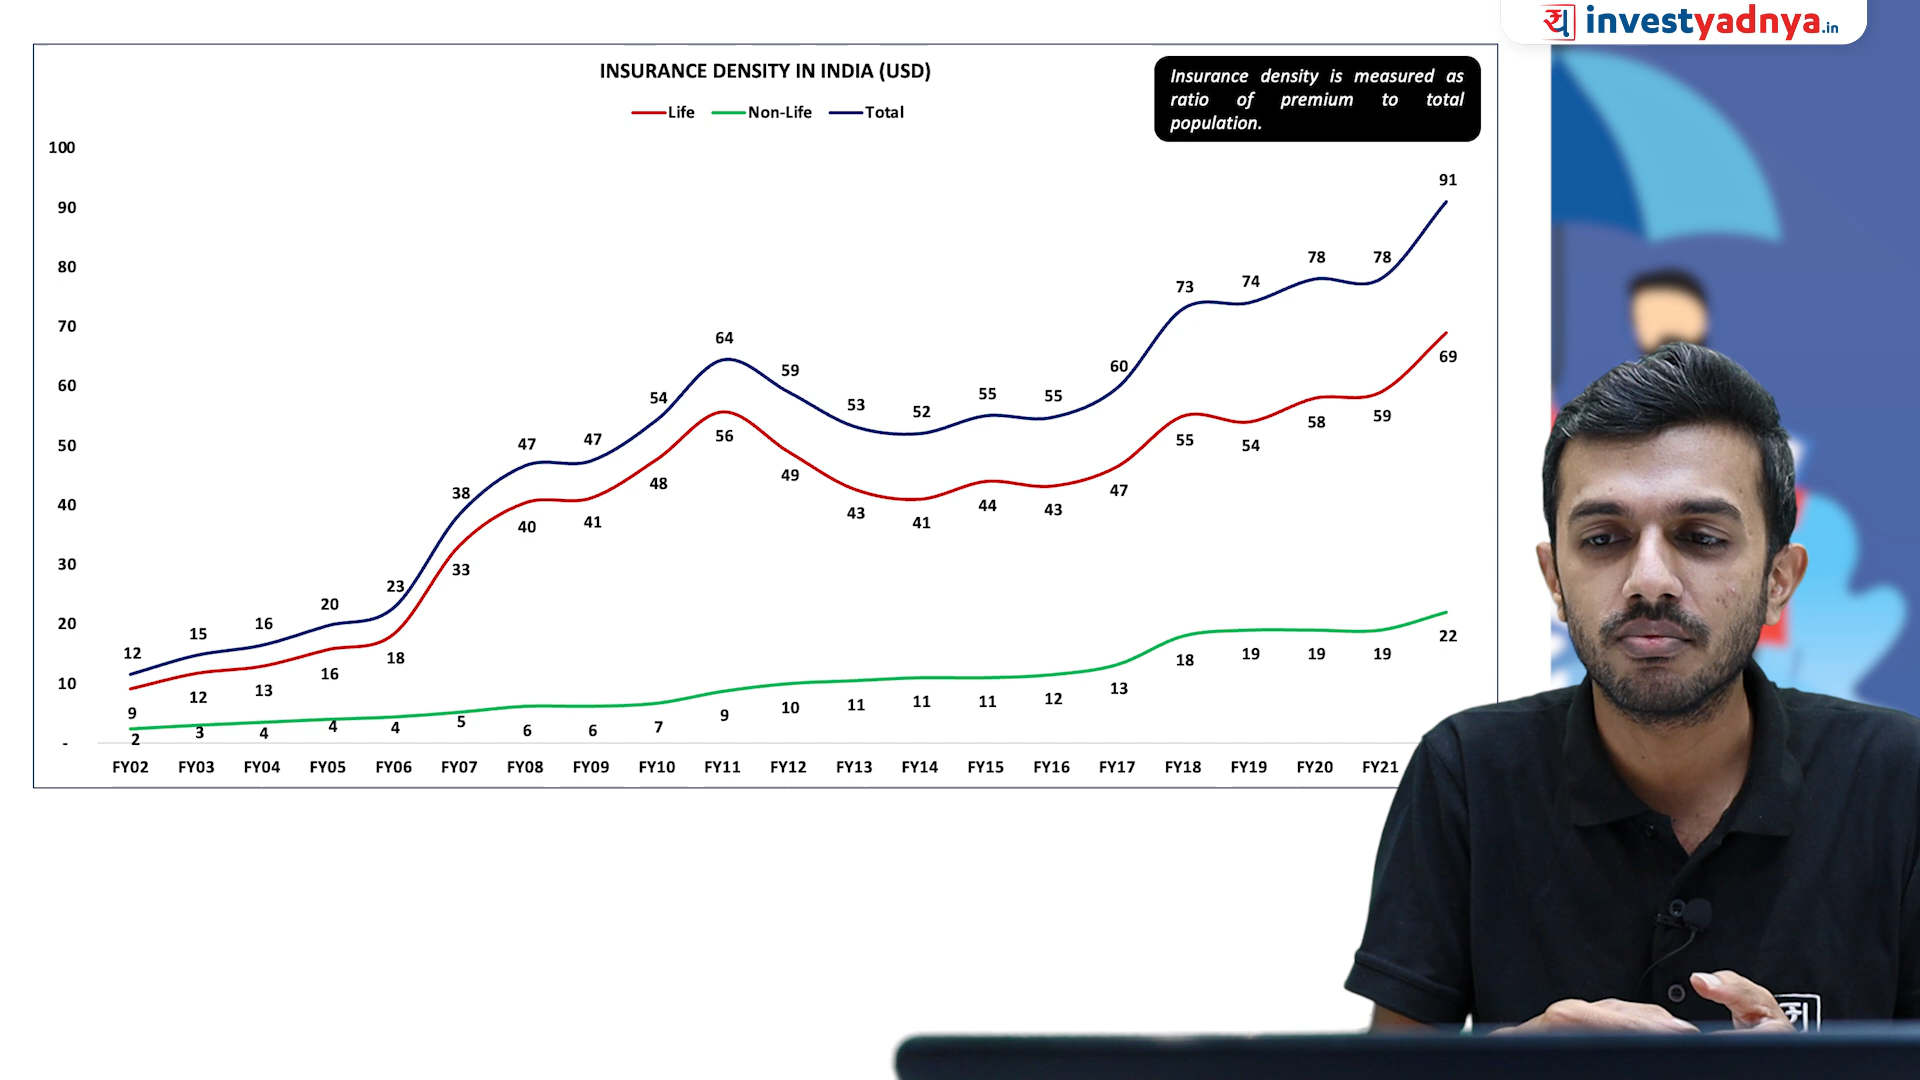 investyadnya.in
INSURANCE DENSITY IN INDIA (USD)
Life Non-Life Total
Insurance density is measured as
ratio of premium to total
population.
100
90
80
70
60
50
40
30
20
10
-
12 15 16 20 23 38 47 47 54 64 59 53 52 55 55 60 73 74 78 78 91
9 12 13 16 18 33 40 41 48 56 49 43 41 44 43 47 55 54 58 59 69
2 3 4 4 4 5 6 6 7 9 10 11 11 11 12 13 18 19 19 19 22
FY02 FY03 FY04 FY05 FY06 FY07 FY08 FY09 FY10 FY11 FY12 FY13 FY14 FY15 FY16 FY17 FY18 FY19 FY20 FY21